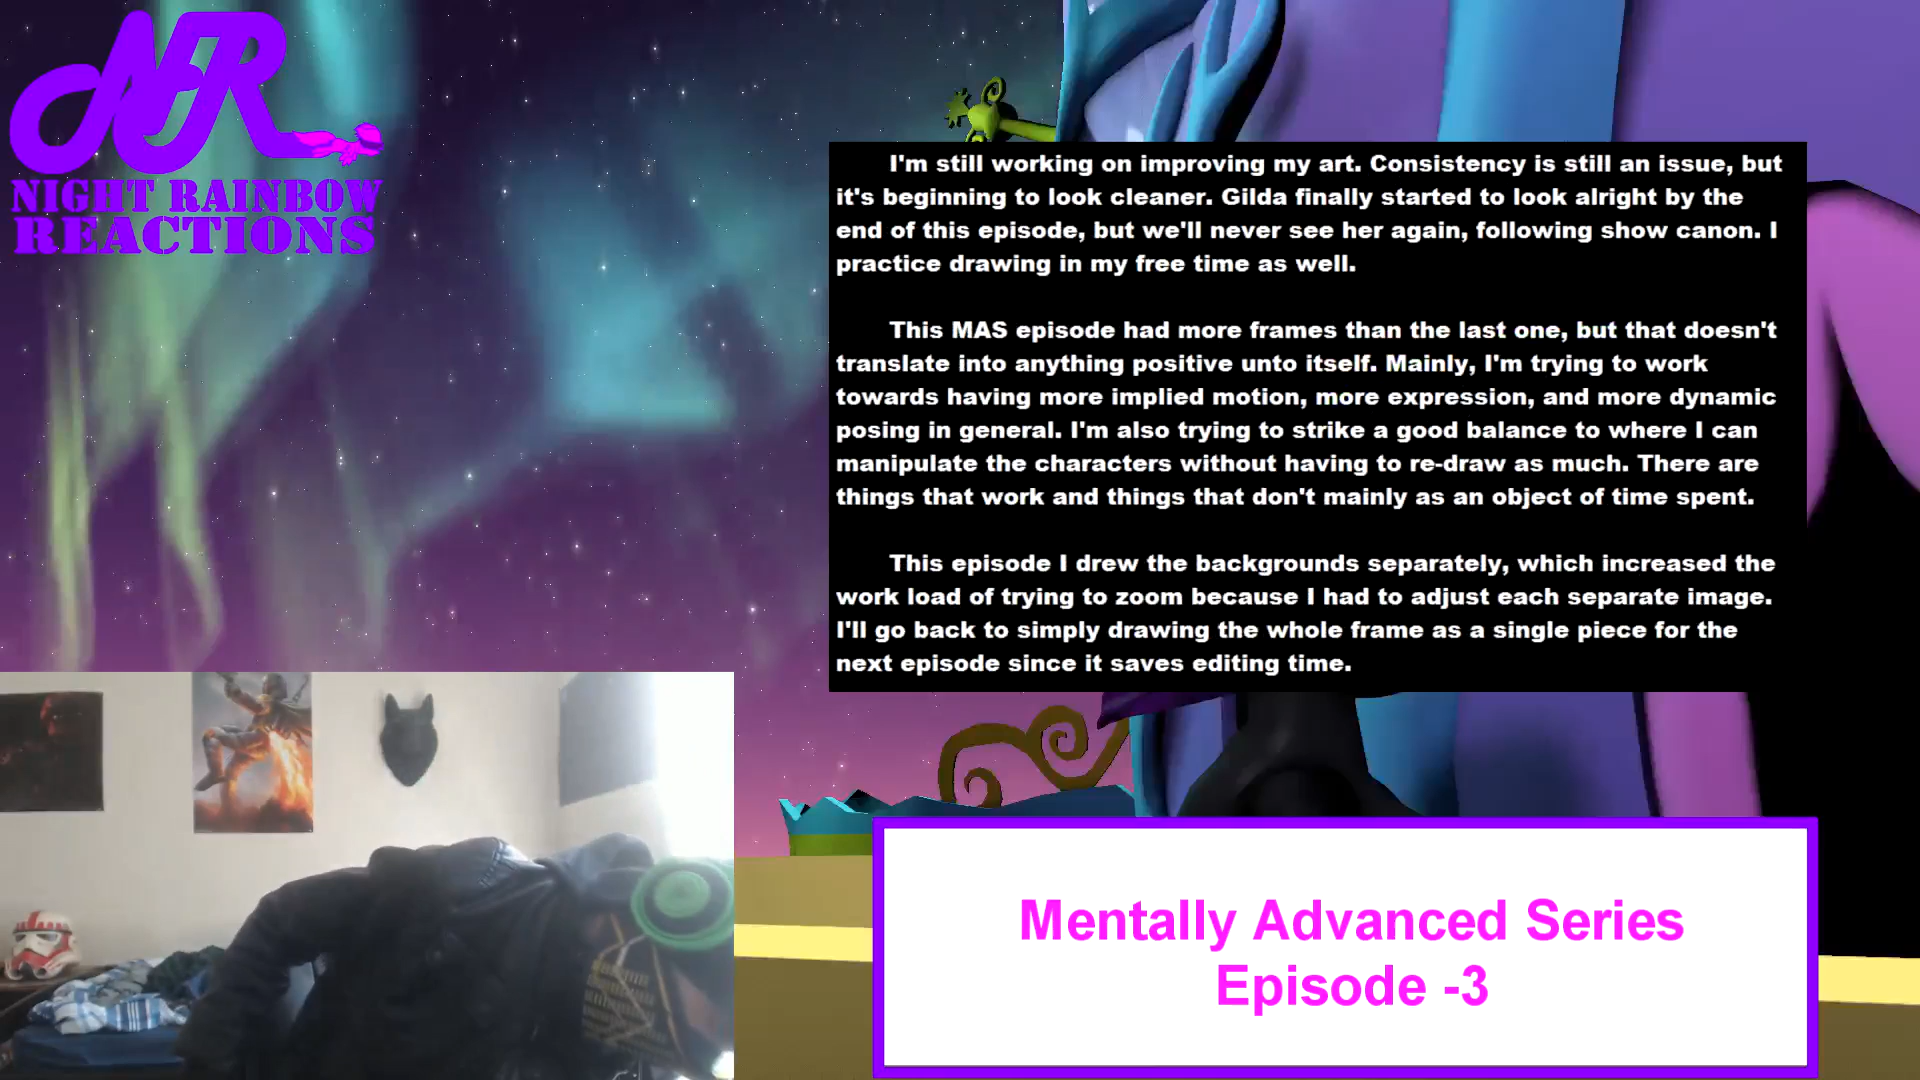 NR
NIGHT RAINBOW
REACTIONS
I'm still working on improving my art. Consistency is still an issue, but
it's beginning to look cleaner. Gilda finally started to look alright by the
end of this episode, but we'll never see her again, following show canon. I
practice drawing in my free time as well.
This MAS episode had more frames than the last one, but that doesn't
translate into anything positive unto itself. Mainly, I'm trying to work
towards having more implied motion, more expression, and more dynamic
posing in general. I'm also trying to strike a good balance to where I can
manipulate the characters without having to re-draw as much. There are
things that work and things that don't mainly as an object of time spent.
This episode I drew the backgrounds separately, which increased the
work load of trying to zoom because I had to adjust each separate image.
I'll go back to simply drawing the whole frame as a single piece for the
next episode since it saves editing time.
Mentally Advanced Series
Episode -3